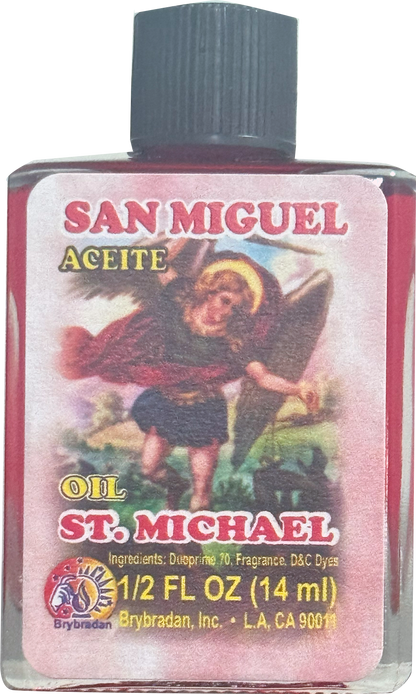 SAN MIGUEL
ACEITE
OIL
ST. MICHAEL
Ingredients: Duoprime 70, Fragrance, D&C Dyes
1/2 FL OZ (14 ml)
Brybradan
Brybradan, Inc. • L.A, CA 90011